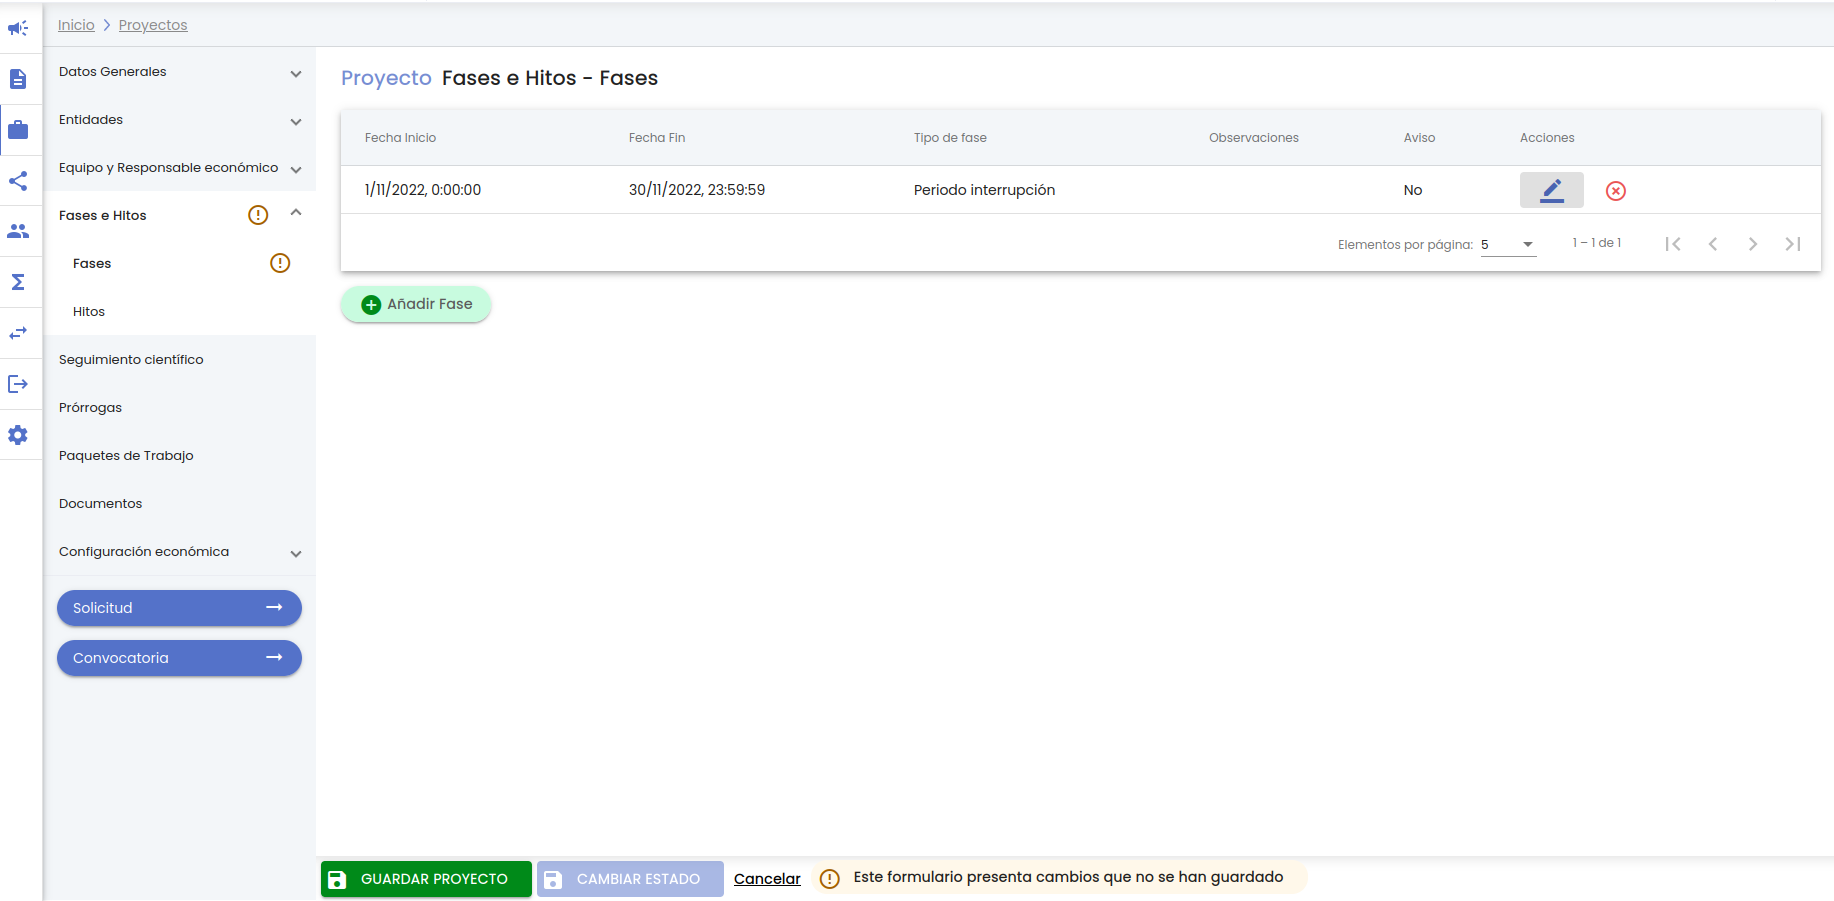 Inicio > Proyectos
Datos Generales
Entidades
Equipo y Responsable económico
Fases e Hitos
Fases
Hitos
Seguimiento científico
Prórrogas
Paquetes de Trabajo
Documentos
Configuración económica
Solicitud
Convocatoria
Proyecto Fases e Hitos - Fases
Fecha Inicio Fecha Fin Tipo de fase Observaciones Aviso Acciones
1/11/2022, 0:00:00 30/11/2022, 23:59:59 Periodo interrupción No
Elementos por página: 5 1 – 1 de 1
Añadir Fase
GUARDAR PROYECTO CAMBIAR ESTADO Cancelar Este formulario presenta cambios que no se han guardado